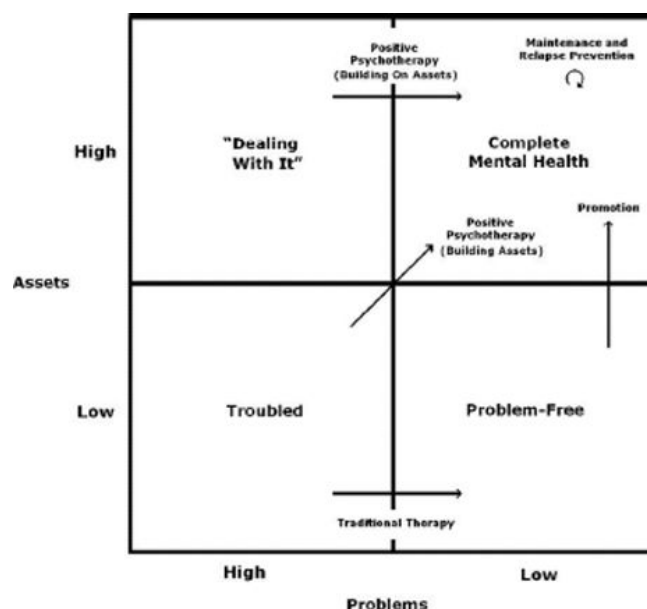 Positive
Psychotherapy
(Building On Assets)
Maintenance and
Relapse Prevention
High
"Dealing
With It"
Complete
Mental Health
Promotion
Positive
Psychotherapy
(Building Assets)
Assets
Low
Troubled
Problem-Free
Traditional Therapy
High
Low
Problems